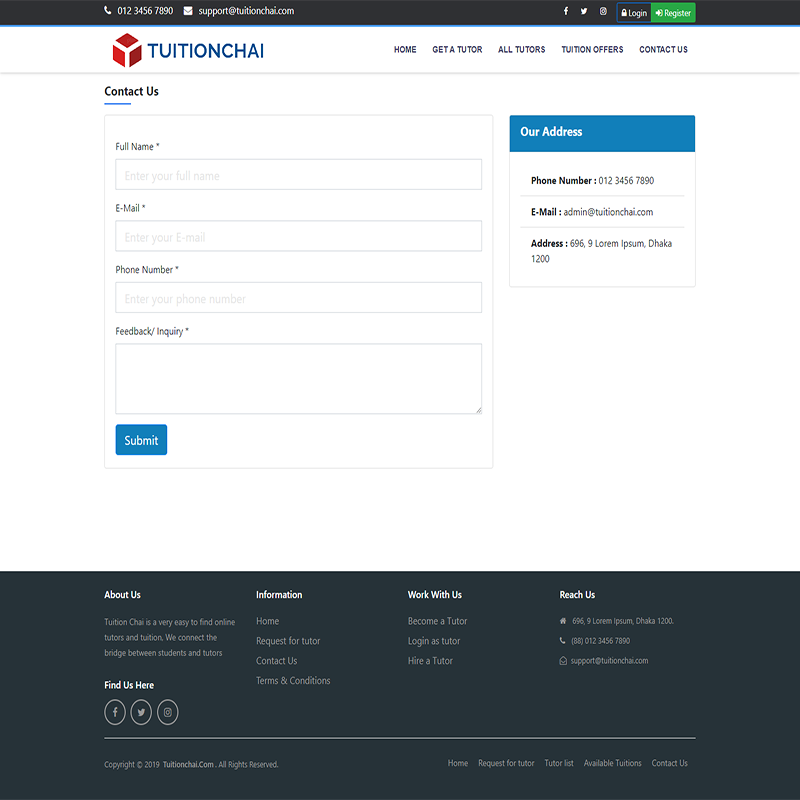 012 3456 7890 support@tuitionchai.com Login Register
TUITIONCHAI HOME GET A TUTOR ALL TUTORS TUITION OFFERS CONTACT US
Contact Us
Full Name *
Enter your full name
E-Mail *
Enter your E-mail
Phone Number *
Enter your phone number
Feedback/ Inquiry *
Submit
Our Address
Phone Number : 012 3456 7890
E-Mail : admin@tuitionchai.com
Address : 696, 9 Lorem Ipsum, Dhaka
1200
About Us
Tuition Chai is a very easy to find online
tutors and tuition, We connect the
bridge between students and tutors
Find Us Here
Information
Home
Request for tutor
Contact Us
Terms & Conditions
Work With Us
Become a Tutor
Login as tutor
Hire a Tutor
Reach Us
696, 9 Lorem Ipsum, Dhaka 1200.
(88) 012 3456 7890
support@tuitionchai.com
Copyright © 2019 Tuitionchai.Com . All Rights Reserved.
Home Request for tutor Tutor list Available Tuitions Contact Us